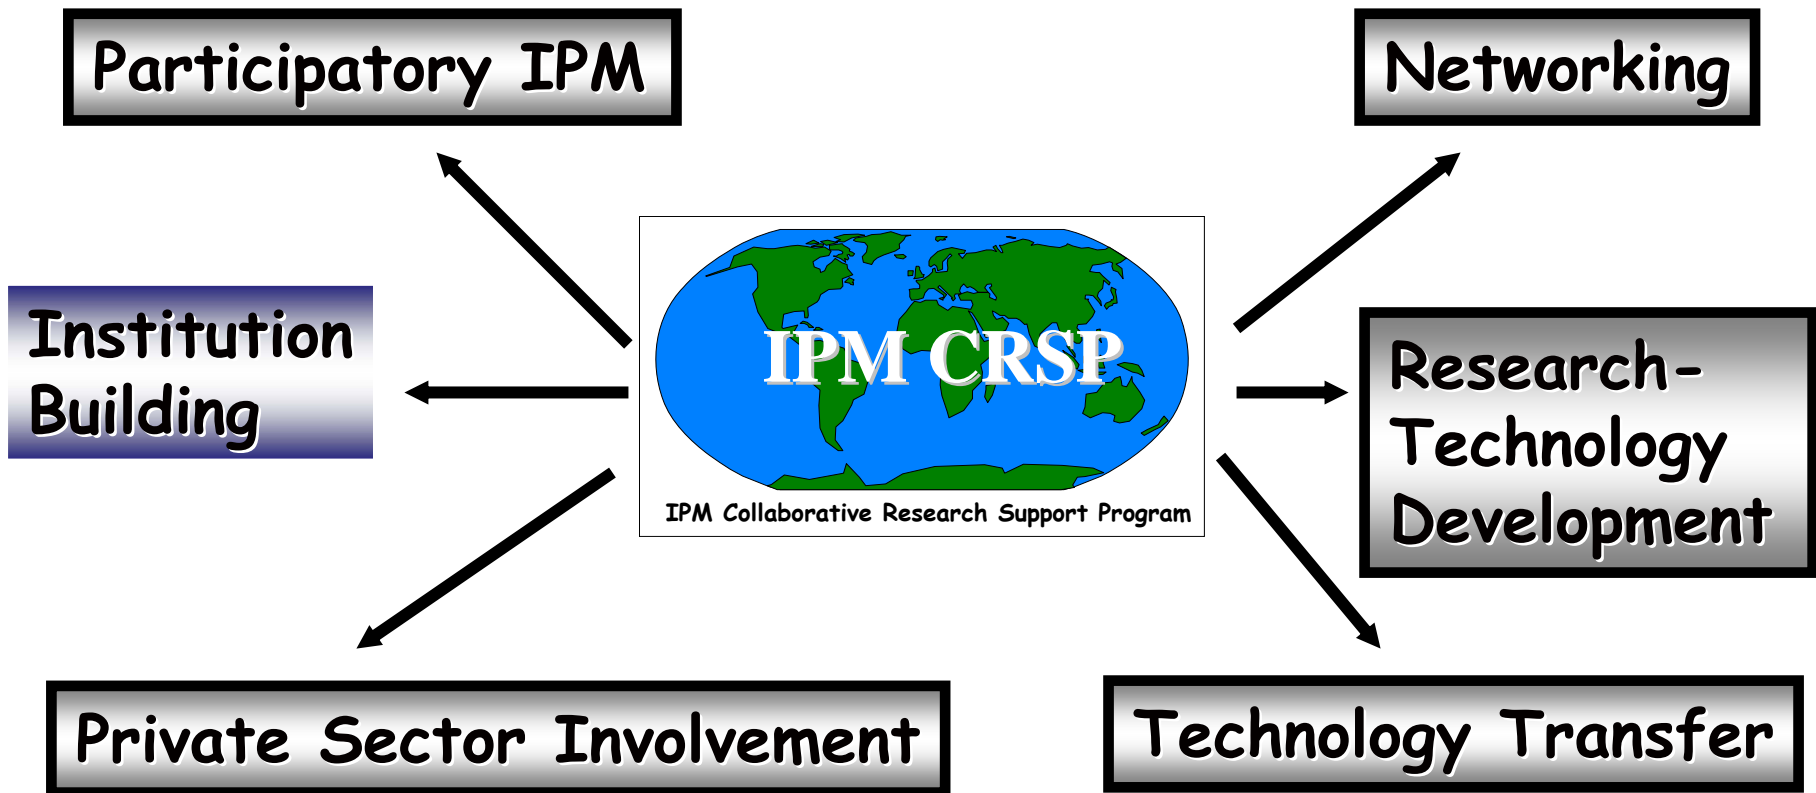 Participatory IPM
Networking
Institution
Building
IPM CRSP
IPM Collaborative Research Support Program
Research-
Technology
Development
Private Sector Involvement
Technology Transfer